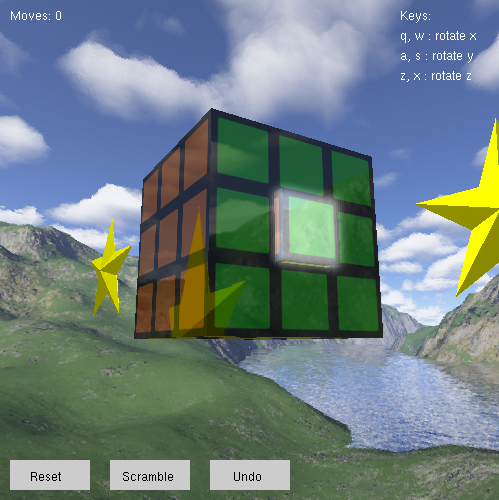 Moves: 0
Keys:
q, w : rotate x
a, s : rotate y
z, x : rotate z
Reset
Scramble
Undo